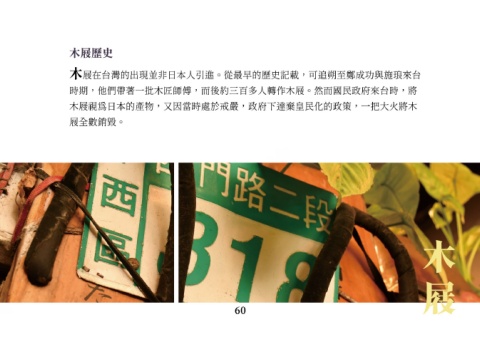 木屐歷史
木屐在台灣的出現並非日本人引進。從最早的歷史記載，可追朔至鄭成功與施琅來台
時期，他們帶著一批木匠師傅，而後約三百多人轉作木屐。然而國民政府來台時，將
木屐視爲日本的產物，又因當時處於戒嚴，政府下達棄皇民化的政策，一把大火將木
屐全數銷毀。
西區
門路二段
318
木屐
60